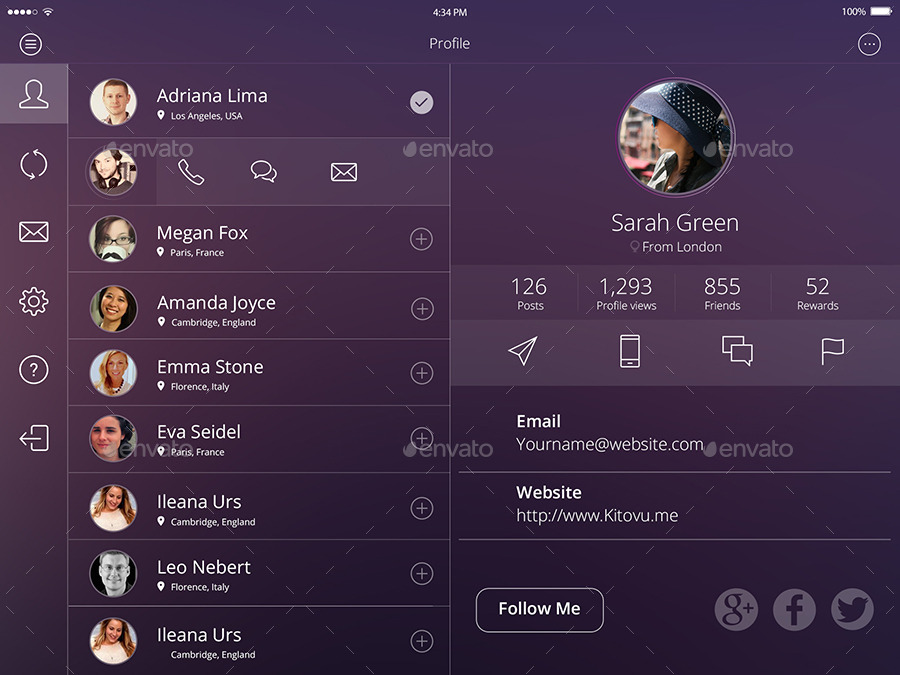 4:34 PM
100%
Profile
Adriana Lima
Los Angeles, USA
Megan Fox
Paris, France
Amanda Joyce
Cambridge, England
Emma Stone
Florence, Italy
Eva Seidel
Paris, France
Ileana Urs
Cambridge, England
Leo Nebert
Florence, Italy
Ileana Urs
Cambridge, England
Sarah Green
From London
126 1,293 855 52
Posts Profile views Friends Rewards
Email
Yourname@website.com
Website
http://www.Kitovu.me
Follow Me
envato
envato
envato
envato
envato
envato